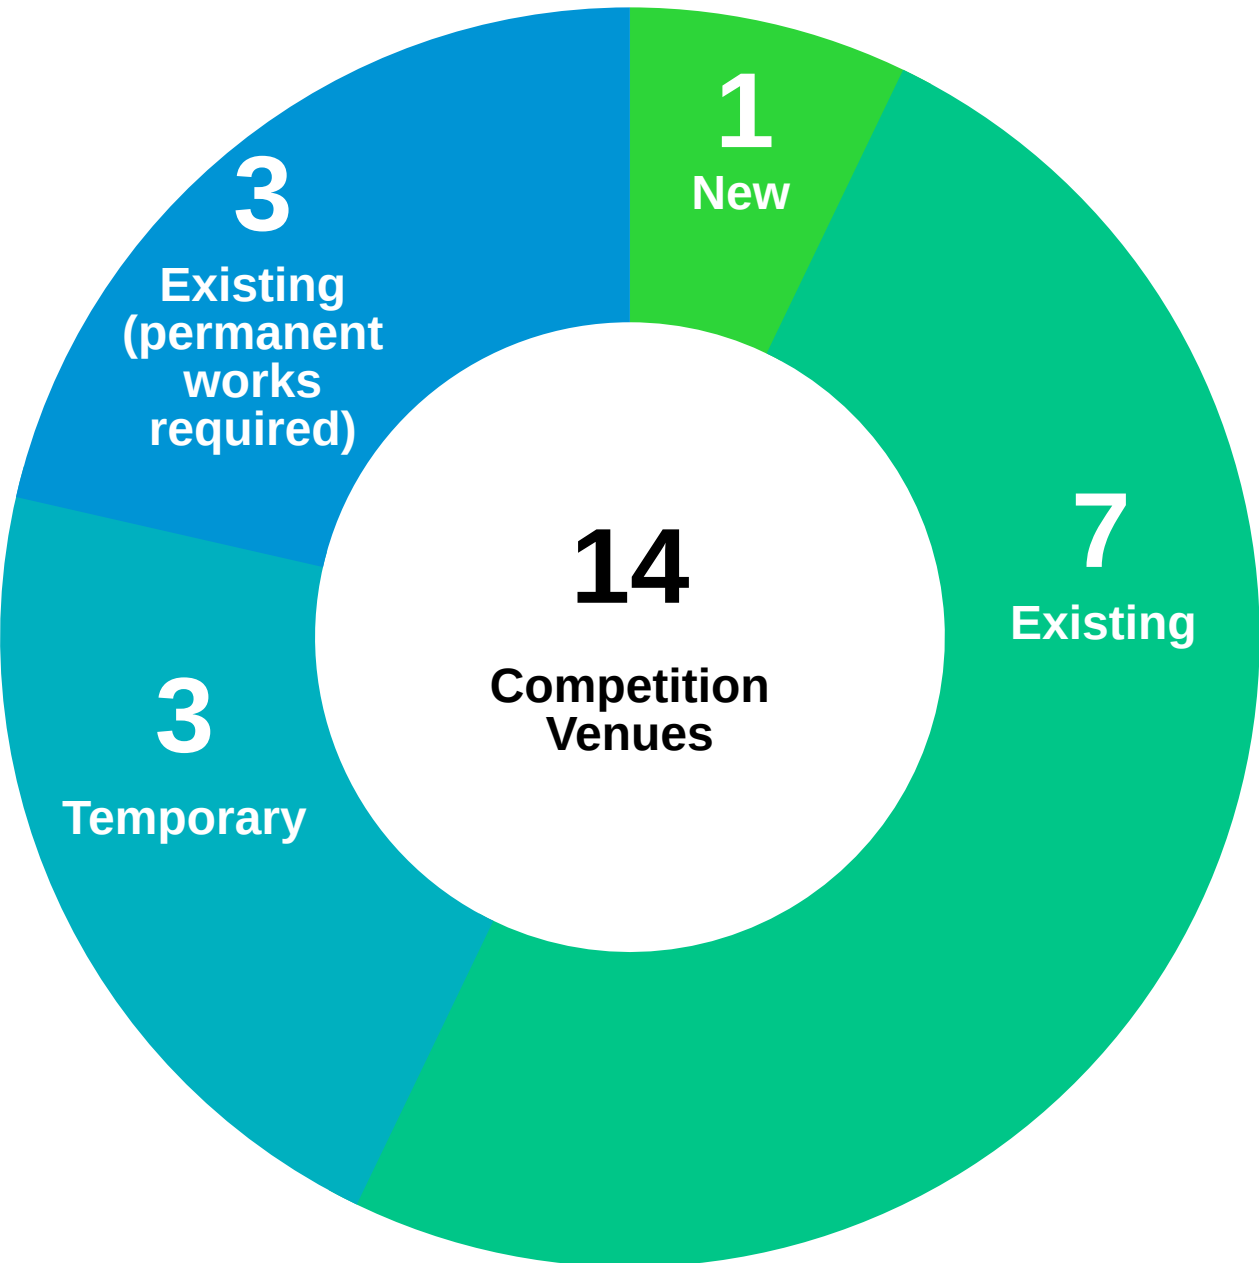 1
New
3
Existing
(permanent
works
required)
7
Existing
14
Competition
Venues
3
Temporary